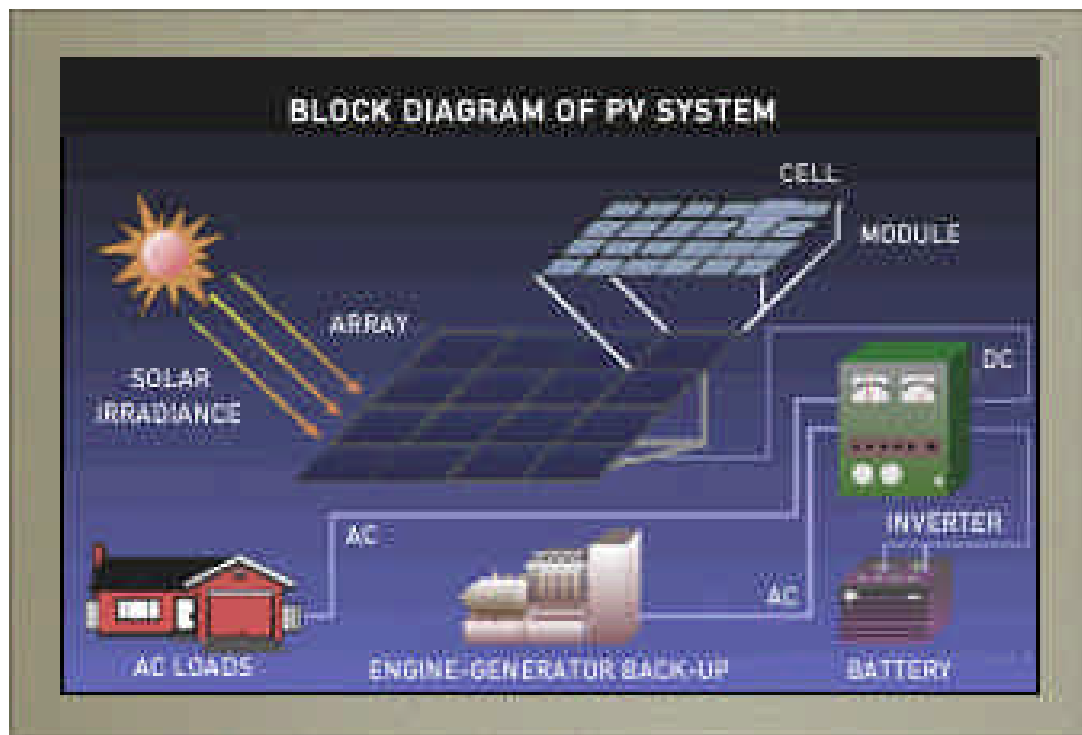 BLOCK DIAGRAM OF PV SYSTEM
CELL
MODULE
ARRAY
SOLAR
IRRADIANCE
DC
INVERTER
AC
AC
AC LOADS
ENGINE-GENERATOR BACK-UP
BATTERY